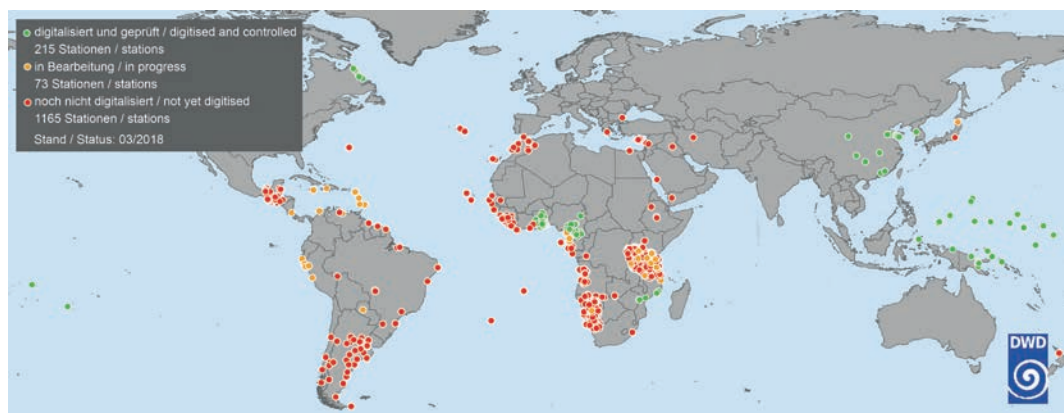 digitalisiert und geprüft / digitised and controlled
215 Stationen / stations
in Bearbeitung / in progress
73 Stationen / stations
noch nicht digitalisiert / not yet digitised
1165 Stationen / stations
Stand / Status: 03/2018
DWD